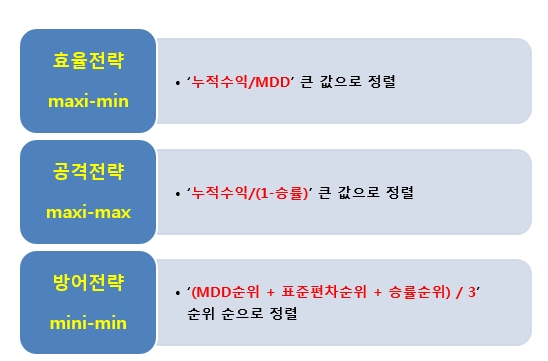 효율전략
maxi-min
• ‘누적수익/MDD’ 큰 값으로 정렬
공격전략
maxi-max
• ‘누적수익/(1-승률)’ 큰 값으로 정렬
방어전략
mini-min
• ‘(MDD순위 + 표준편차순위 + 승률순위) / 3’
순위 순으로 정렬